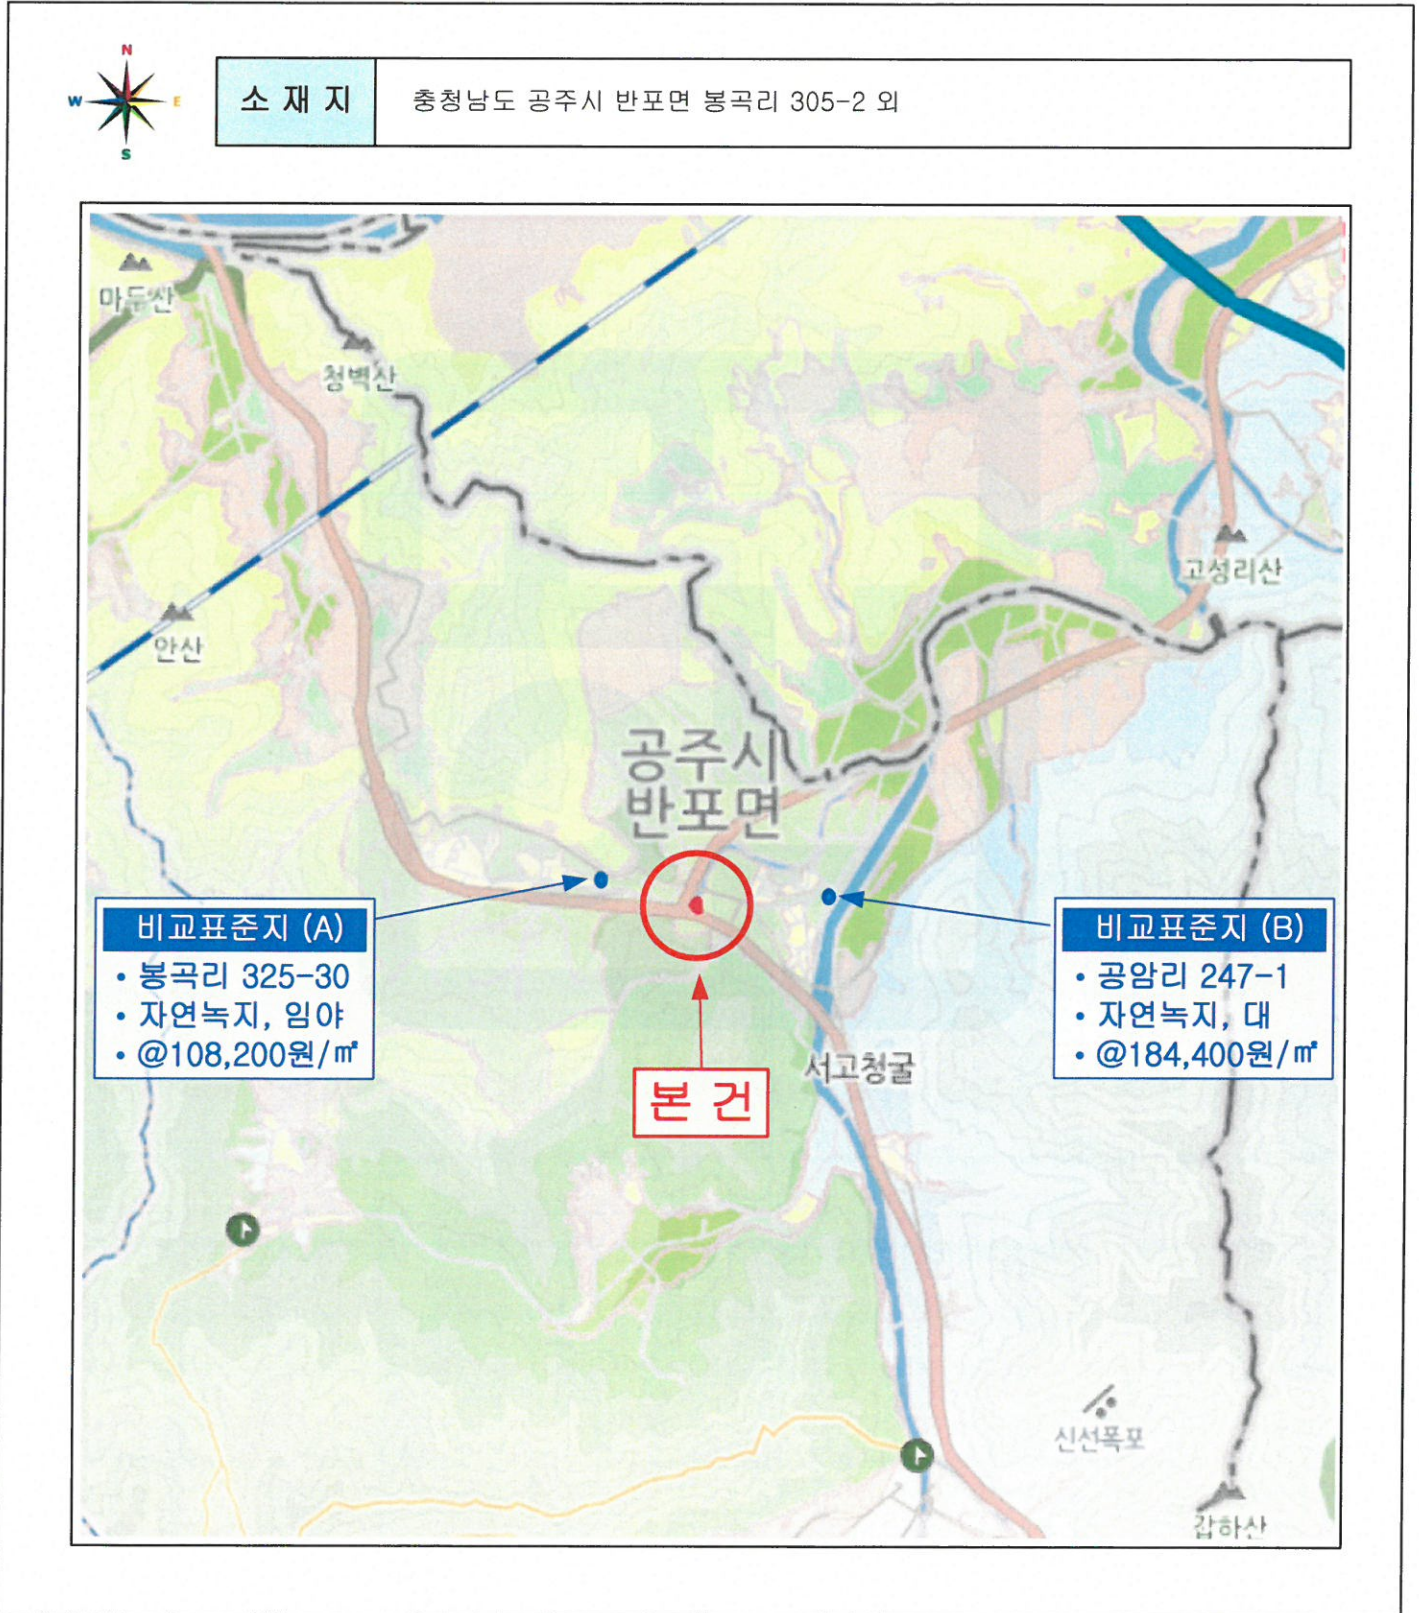 N
W E
S
소 재 지
충청남도 공주시 반포면 봉곡리 305-2 외
마두산
청벽산
고성리산
안산
공주시
반포면
비교표준지 (A)
• 봉곡리 325-30
• 자연녹지, 임야
• @108,200원/㎡
비교표준지 (B)
• 공암리 247-1
• 자연녹지, 대
• @184,400원/㎡
서고청굴
본 건
신선폭포
갑하산